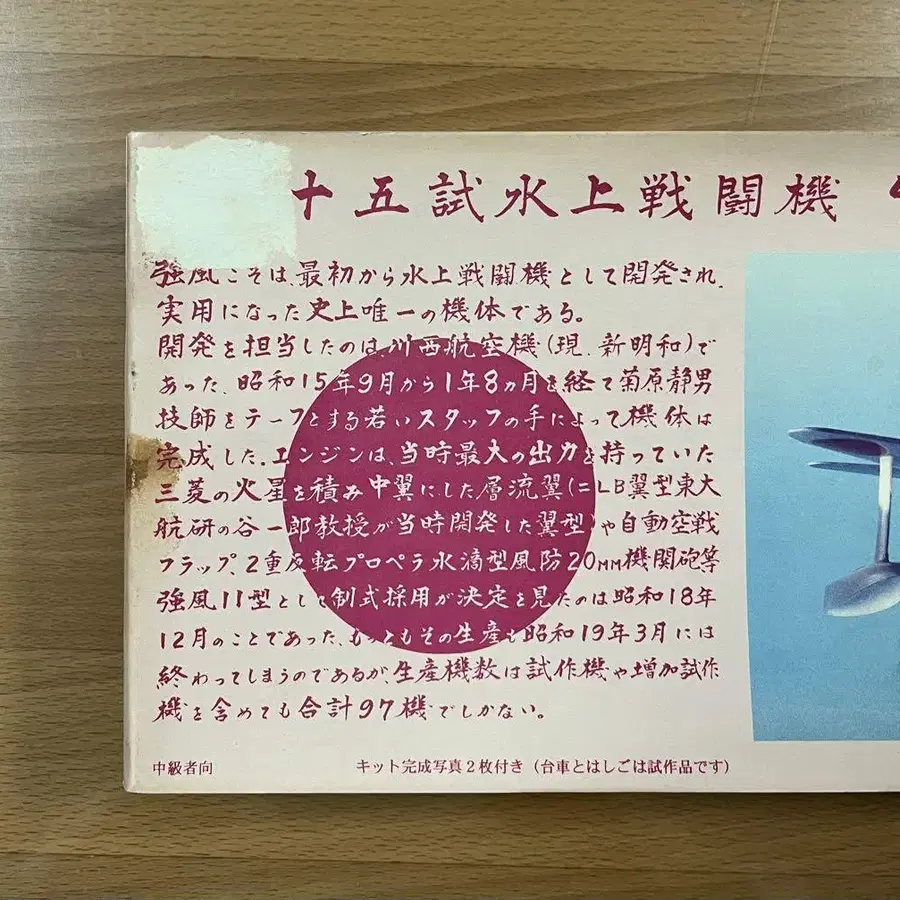 十五試水上戦闘機
強風こそは、最初から水上戦闘機として開発され、
実用になった史上唯一の機体である。
開発を担当したのは、川西航空機(現、新明和)で
あった、昭和15年9月から1年8ヵ月を経て菊原静男
技師をテーフとする若いスタッフの手によって機体は
完成した。エンジンは、当時最大の出力を持っていた
三菱の火星を積み中翼にした層流翼(=LB翼型東大
航研の谷一郎教授が当時開発した翼型)や自動空戦
フラップ、2重反転プロペラ水滴型風防20MM機関砲等
強風11型として制式採用が決定を見たのは昭和18年
12月のことであった、もっともその生産も昭和19年3月には
終わってしまうのであるが、生産機数は試作機や増加試作
機を含めても合計97機でしかない。
中級者向
キット完成写真2枚付き(台車とはしごは試作品です)